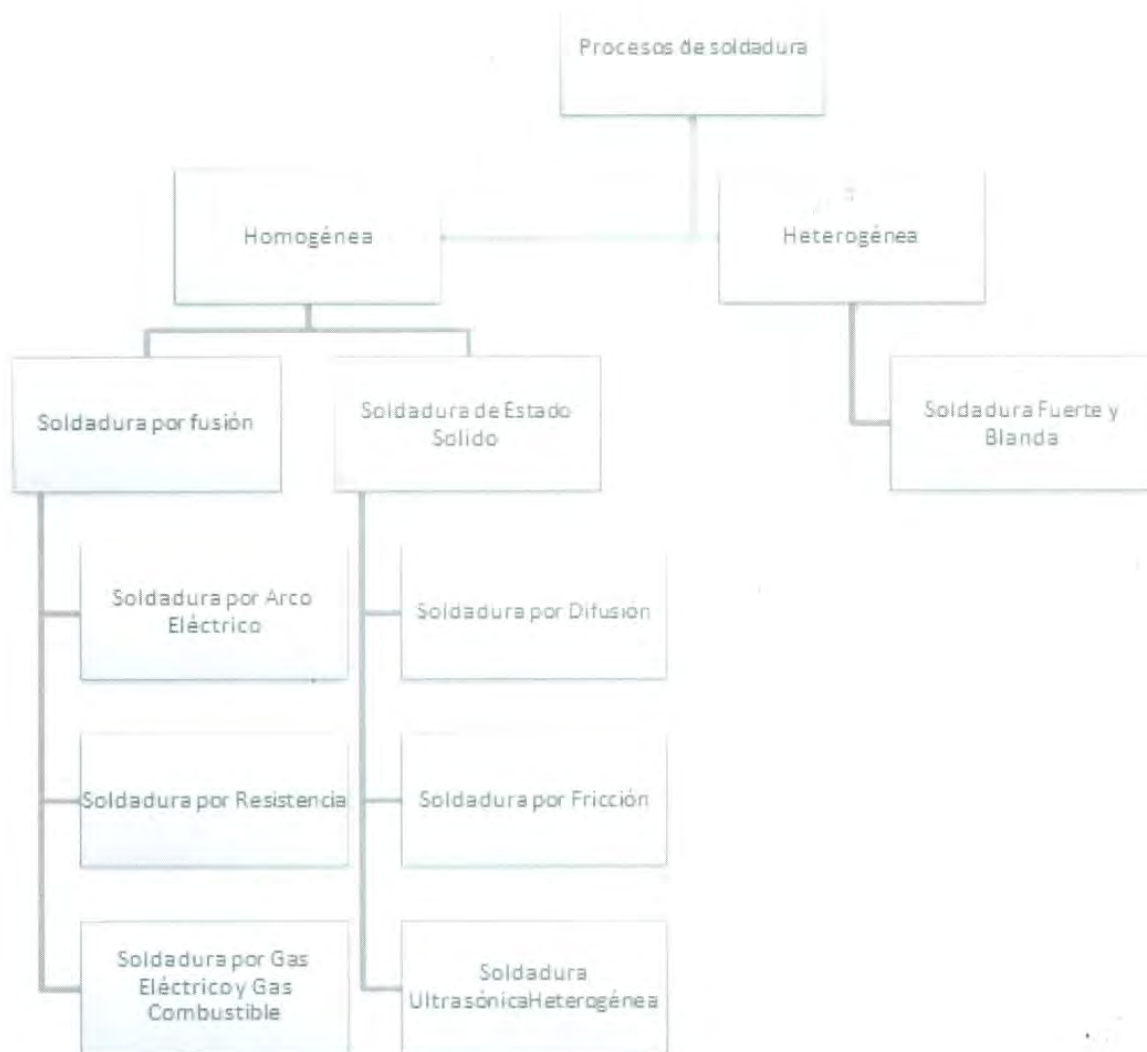 Procesos de soldadura
Homogénea
Heterogénea
Soldadura por fusión
Soldadura de Estado
Solido
Soldadura Fuerte y
Blanda
Soldadura por Arco
Eléctrico
Soldadura por Difusión
Soldadura por Resistencia
Soldadura por Fricción
Soldadura por Gas
Eléctrico y Gas
Combustible
Soldadura
UltrasónicaHeterogénea